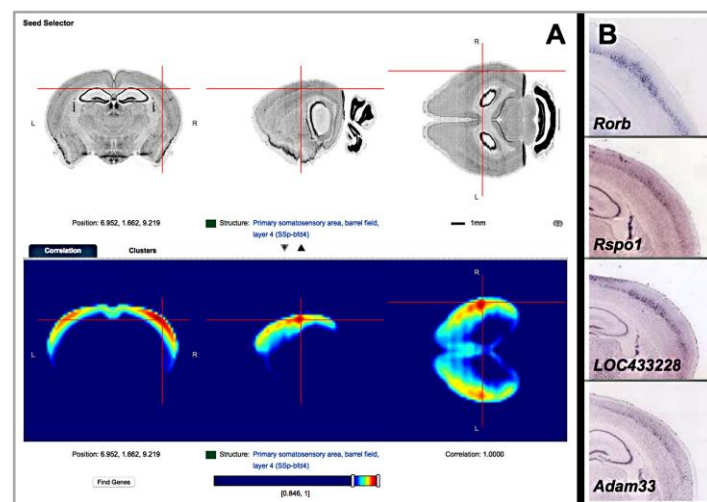 Seed Selector
A
B
R
L
R
L
Position: 6.952, 1.662, 9.219
Structure: Primary somatosensory area, barrel field,
layer 4 (SSp-bfd4)
1mm
Correlation
Clusters
R
L
R
L
Position: 6.952, 1.662, 9.219
Structure: Primary somatosensory area, barrel field,
layer 4 (SSp-bfd4)
Correlation: 1.0000
Find Genes
[0.846, 1]
Rorb
Rspo1
LOC433228
Adam33